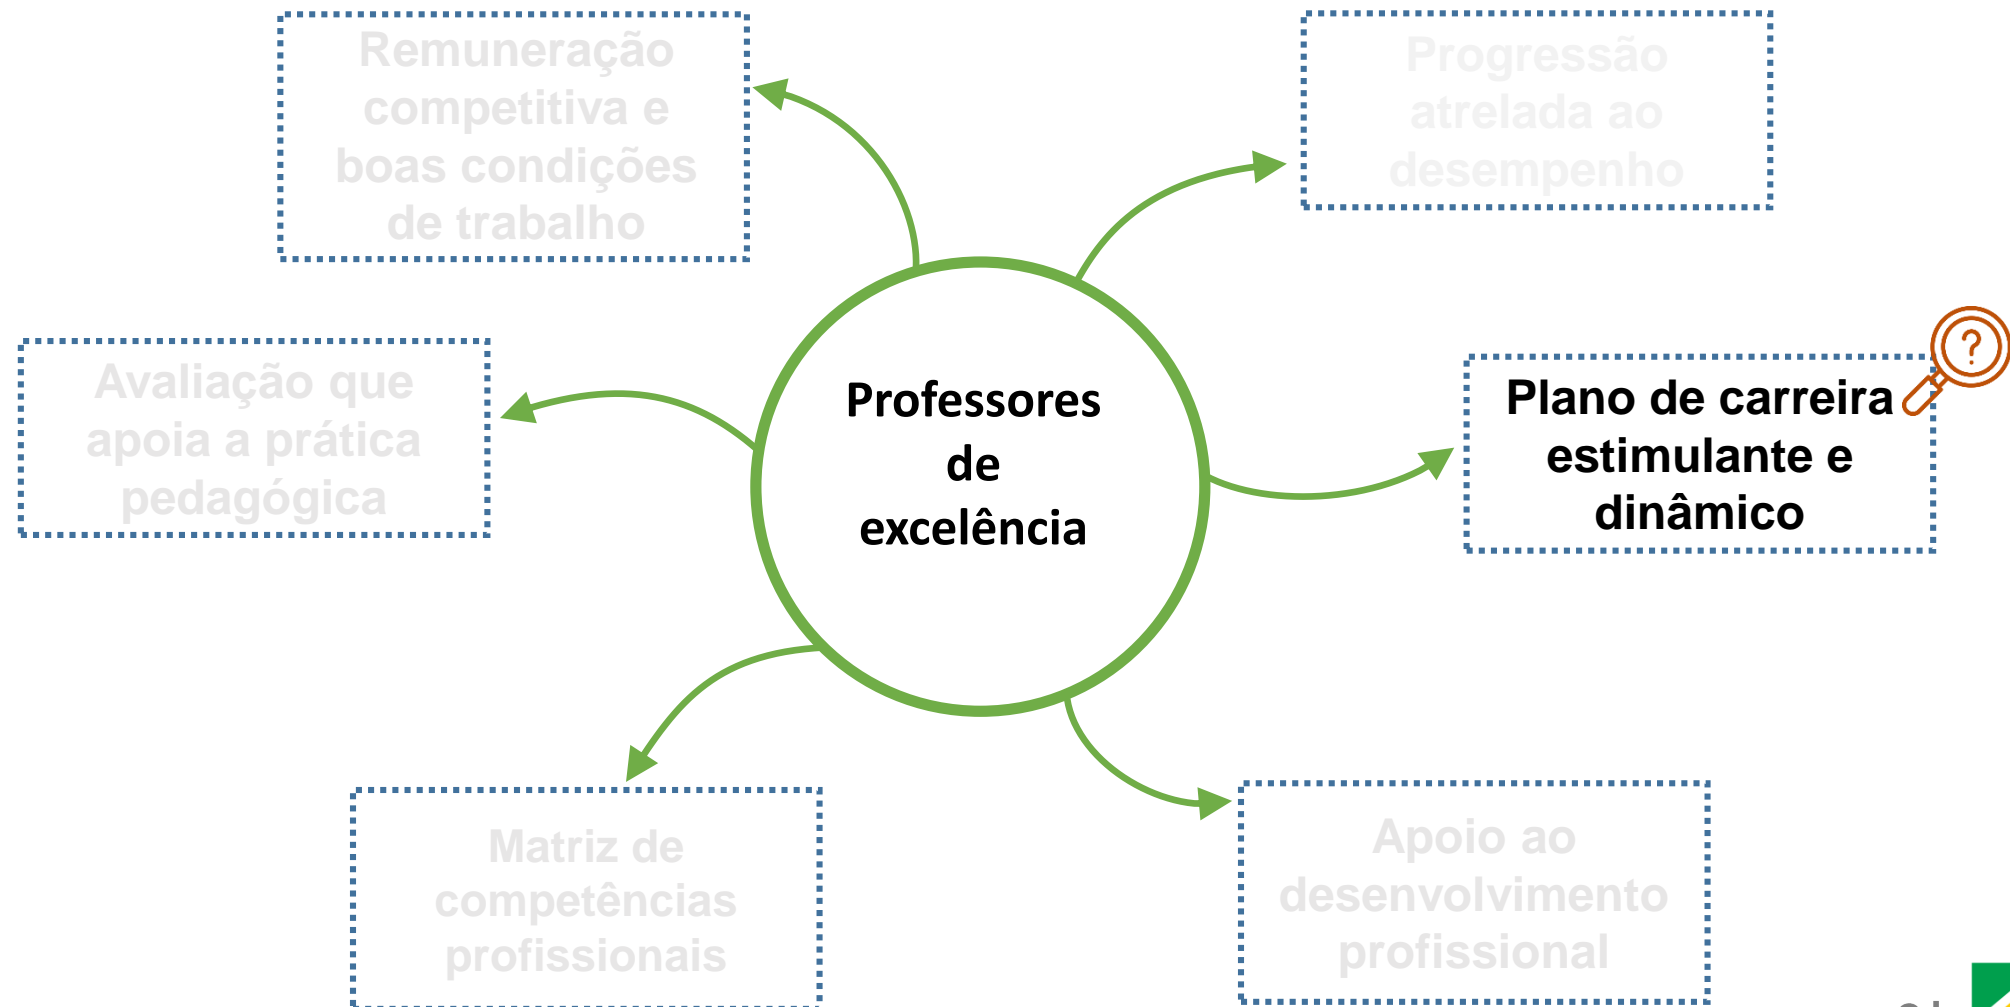 Remuneração
competitiva e
boas condições
de trabalho
Progressão
atrelada ao
desempenho
Avaliação que
apoia a prática
pedagógica
Professores
de
excelência
?
Plano de carreira
estimulante e
dinâmico
Matriz de
competências
profissionais
Apoio ao
desenvolvimento
profissional